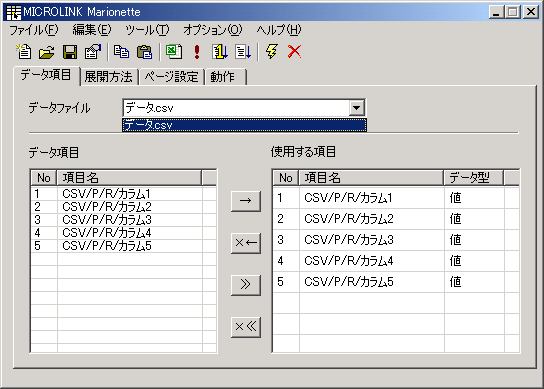 MICROLINK Marionette
ファイル(F) 編集(E) ツール(T) オプション(O) ヘルプ(H)
データ項目 展開方法 ページ設定 動作
データファイル データ.csv
データ.csv
データ項目 使用する項目
No 項目名 No 項目名 データ型
1 CSV/P/R/カラム1 1 CSV/P/R/カラム1 値
2 CSV/P/R/カラム2 2 CSV/P/R/カラム2 値
3 CSV/P/R/カラム3 3 CSV/P/R/カラム3 値
4 CSV/P/R/カラム4 4 CSV/P/R/カラム4 値
5 CSV/P/R/カラム5 5 CSV/P/R/カラム5 値
→
×←
≫
×≪